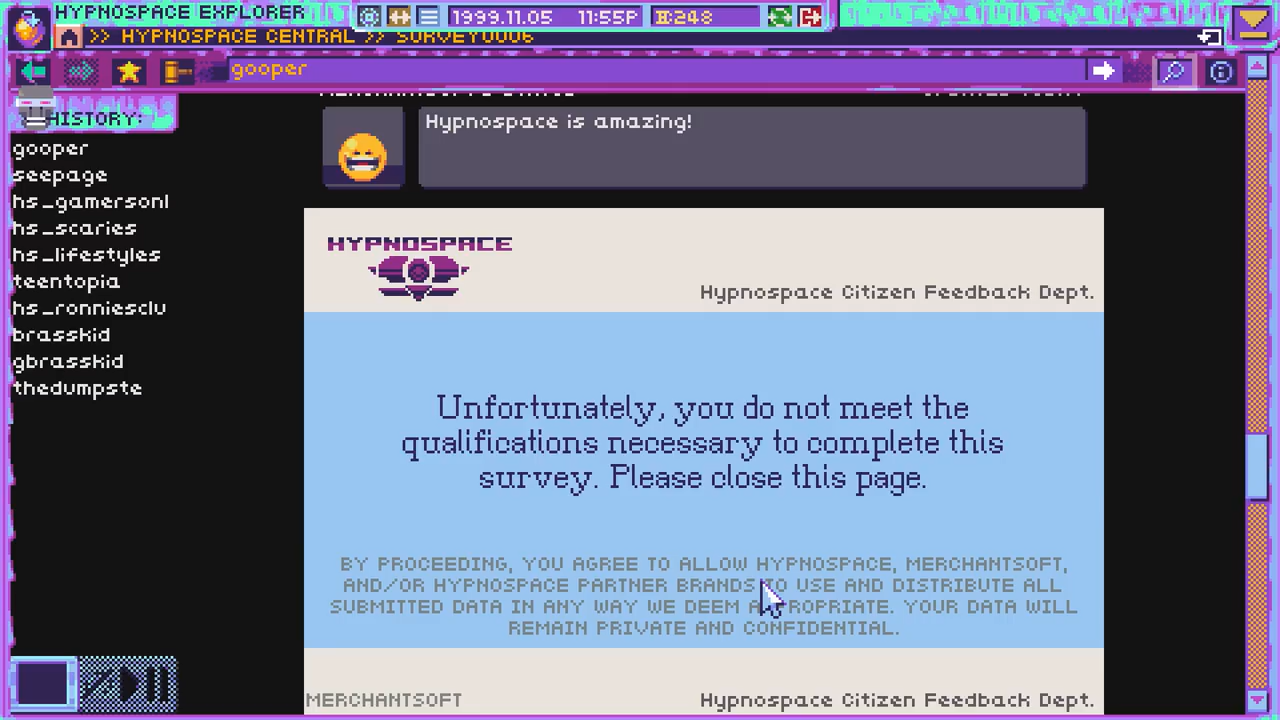 HYPNOSPACE EXPLORER
1999.11.05 11:55P
248
>> HYPNOSPACE CENTRAL >> SURVEY0006
gooper
HISTORY:
gooper
seepage
hs_gamersonl
hs_scaries
hs_lifestyles
teentopia
hs_ronniesclu
brasskid
gbrasskid
thedumpste
Hypnospace is amazing!
HYPNOSPACE
Hypnospace Citizen Feedback Dept.
Unfortunately, you do not meet the
qualifications necessary to complete this
survey. Please close this page.
BY PROCEEDING, YOU AGREE TO ALLOW HYPNOSPACE, MERCHANTSOFT,
AND/OR HYPNOSPACE PARTNER BRANDS TO USE AND DISTRIBUTE ALL
SUBMITTED DATA IN ANY WAY WE DEEM APPROPRIATE. YOUR DATA WILL
REMAIN PRIVATE AND CONFIDENTIAL.
MERCHANTSOFT
Hypnospace Citizen Feedback Dept.